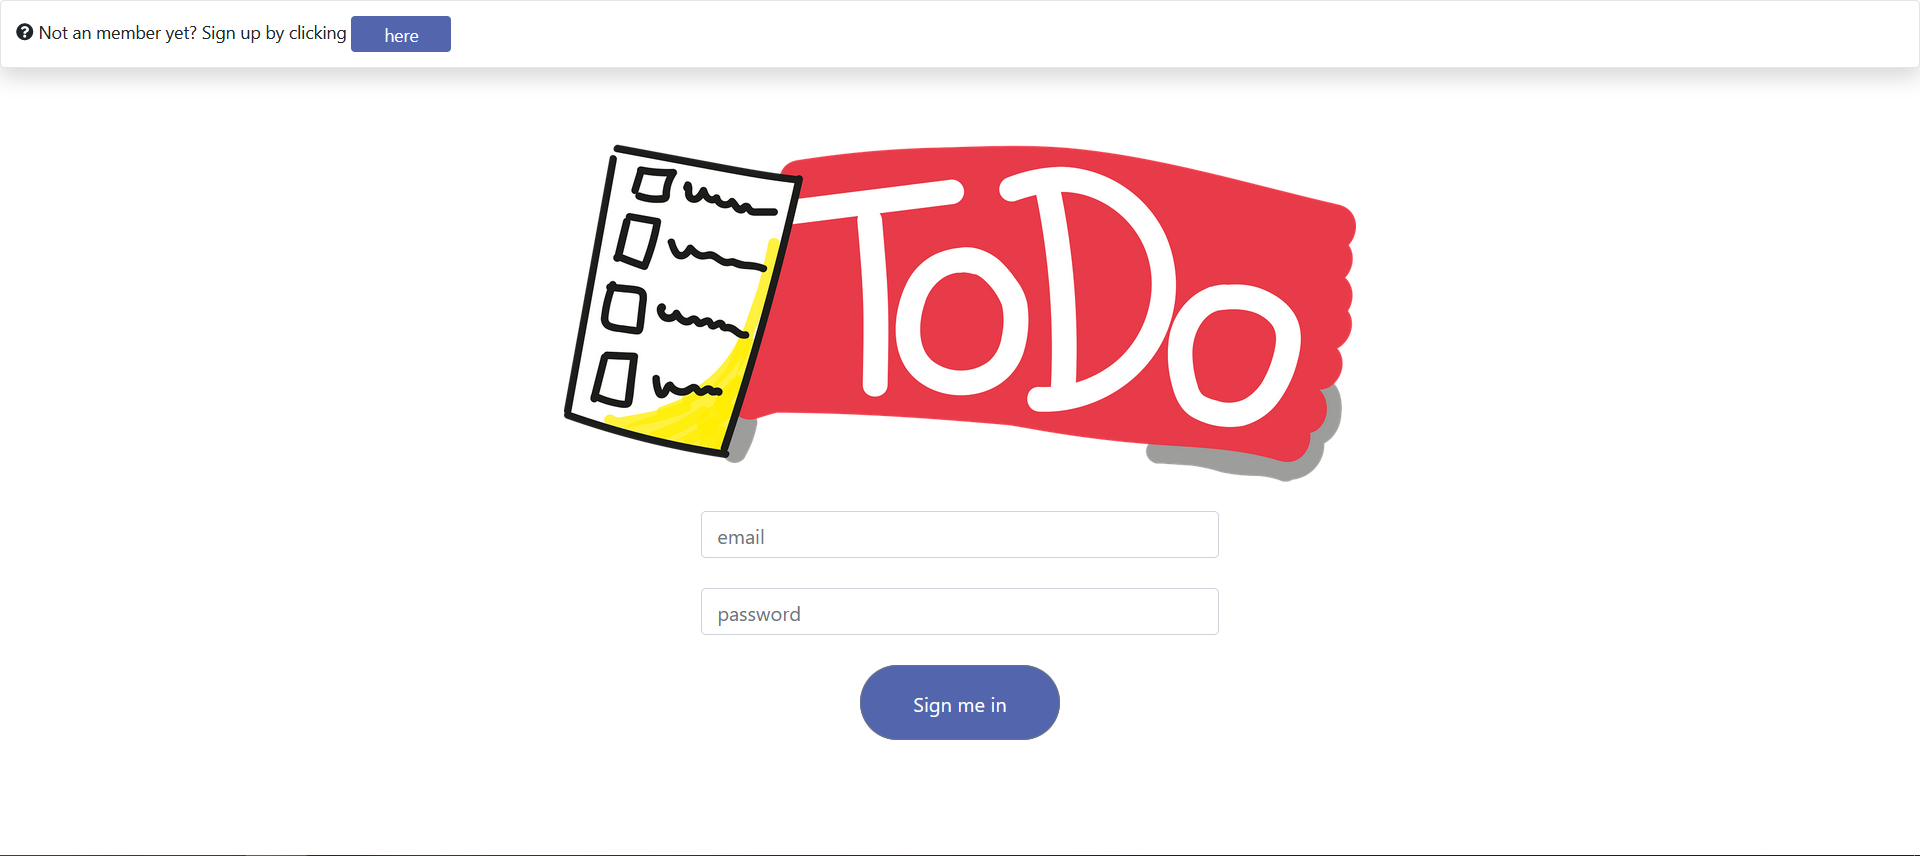 Not an member yet? Sign up by clicking here
ToDo
email
password
Sign me in